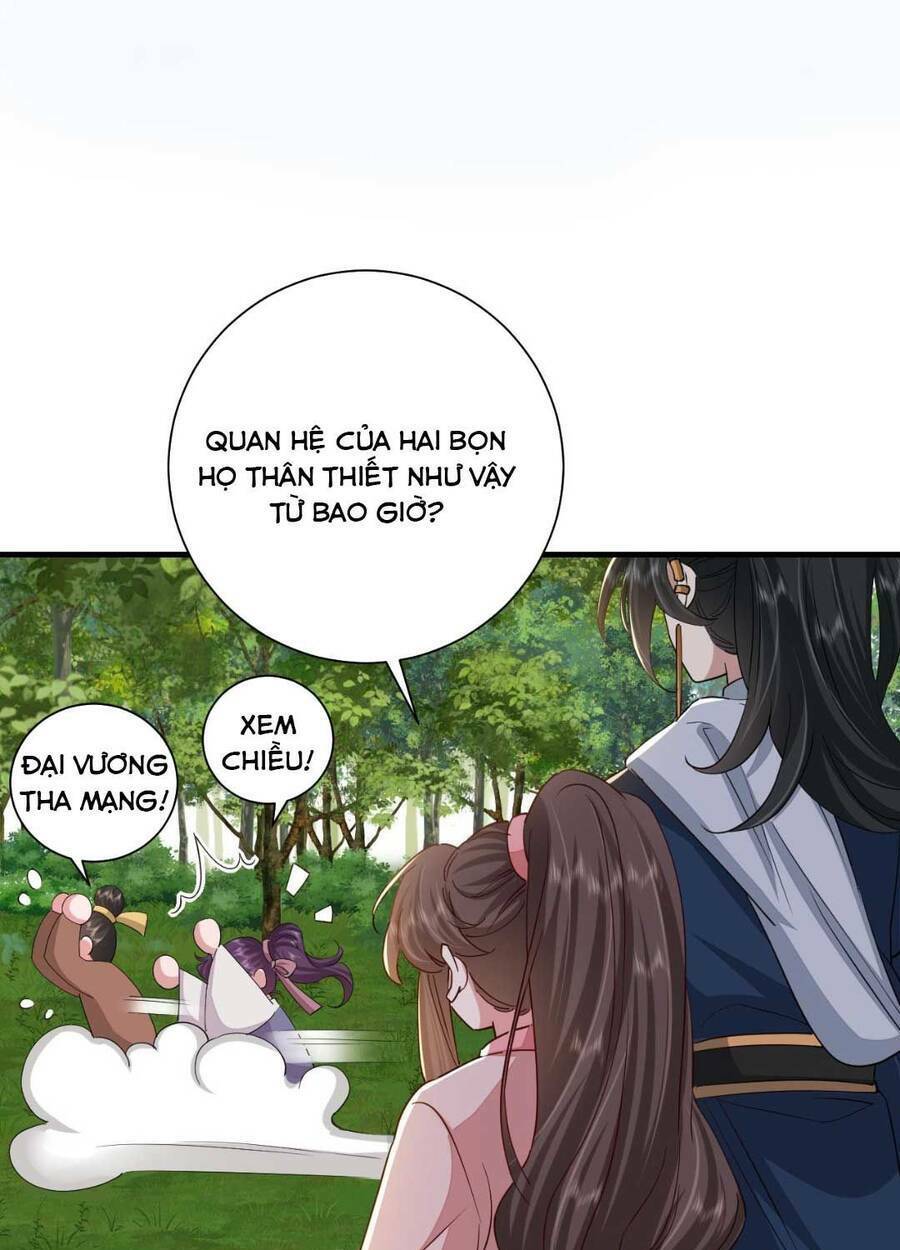 QUAN HỆ CỦA HAI BỌN
HỌ THÂN THIẾT NHƯ VẬY
TỪ BAO GIỜ?
XEM
CHIÊU!
ĐẠI VƯƠNG
THA MẠNG!